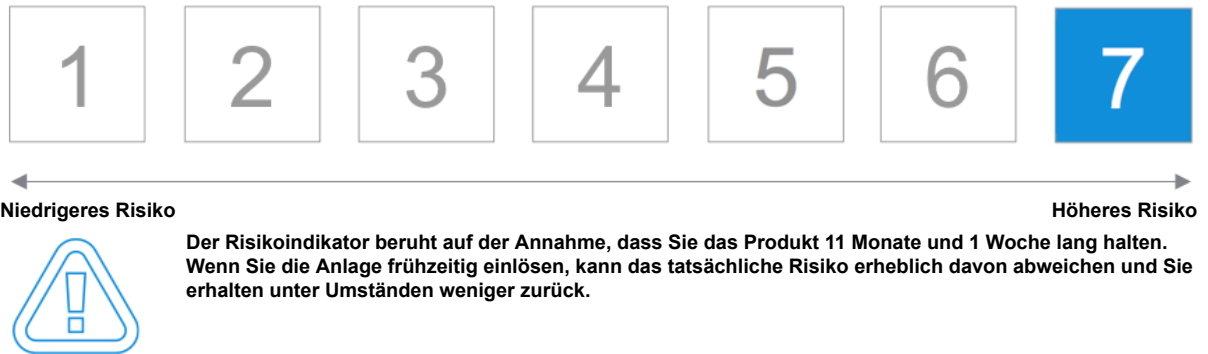 1 2 3 4 5 6 7
Niedrigeres Risiko Höheres Risiko
Der Risikoindikator beruht auf der Annahme, dass Sie das Produkt 11 Monate und 1 Woche lang halten.
Wenn Sie die Anlage frühzeitig einlösen, kann das tatsächliche Risiko erheblich davon abweichen und Sie
erhalten unter Umständen weniger zurück.